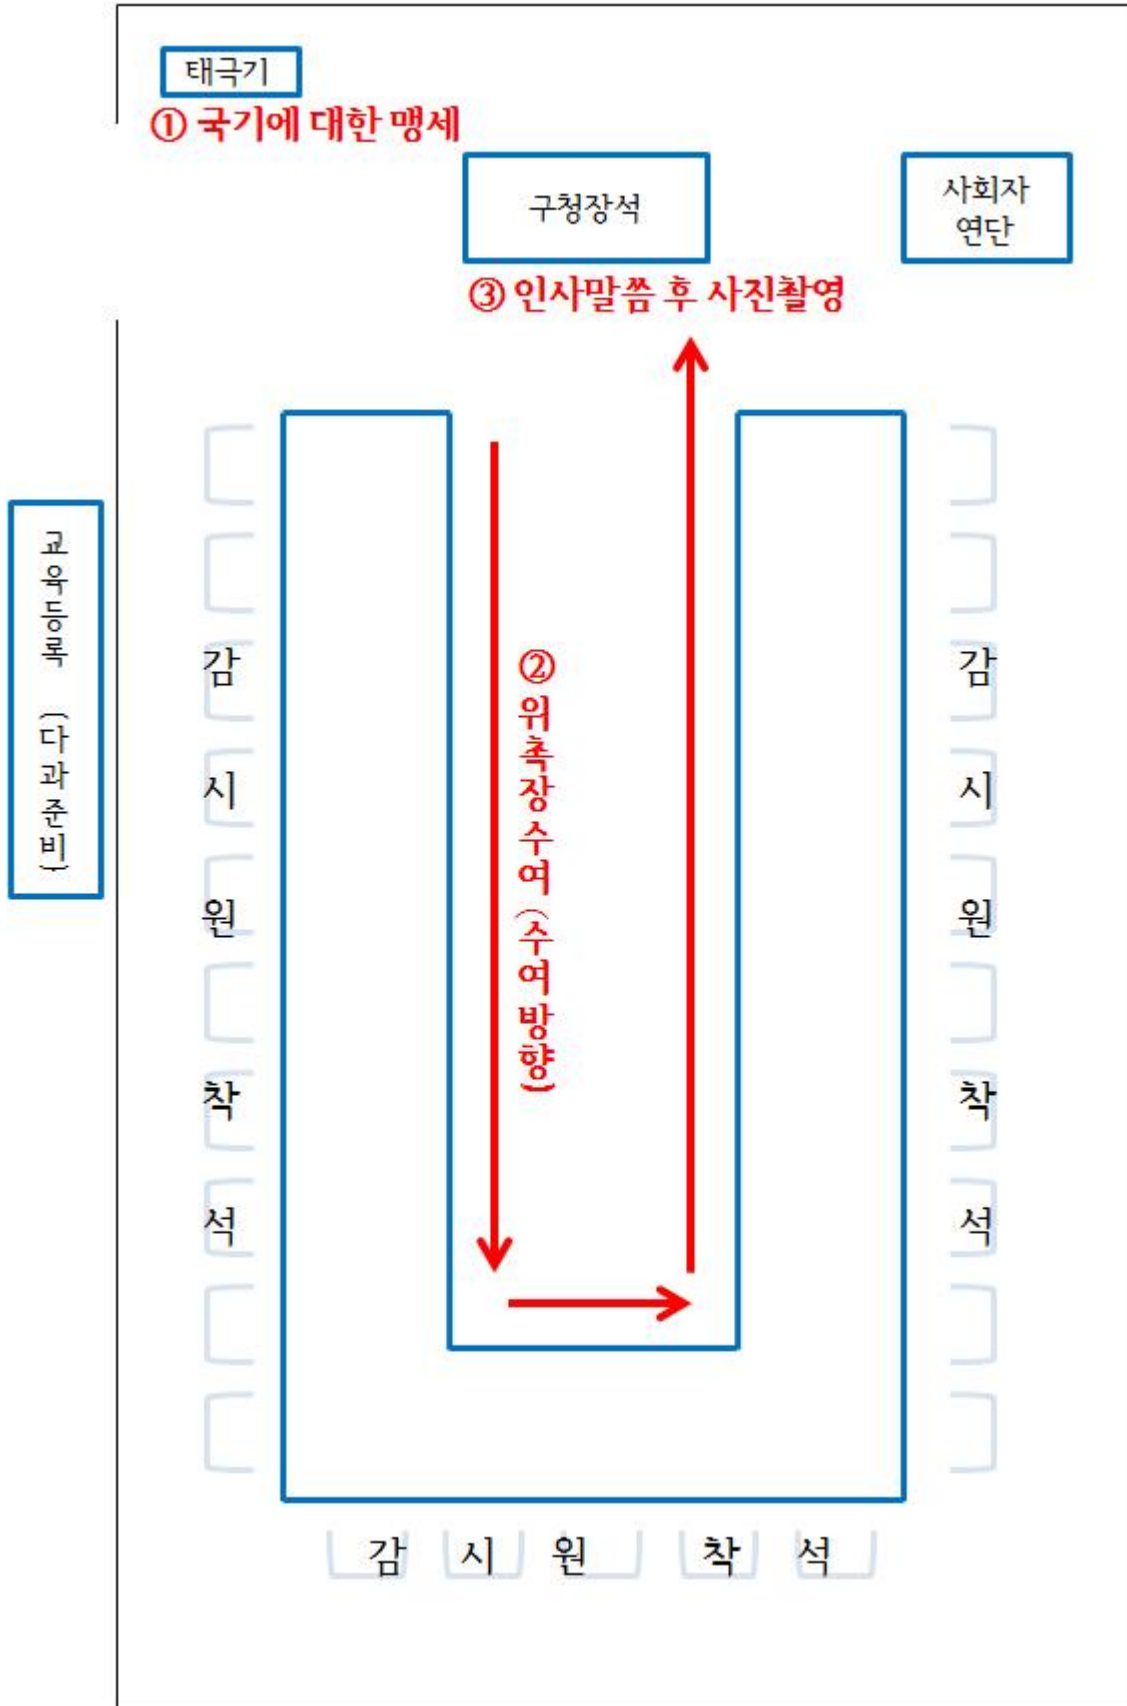 태극기
① 국기에 대한 맹세
구청장석
사회자
연단
③ 인사말씀 후 사진촬영
교육등록 (다과준비)
감시원착석
② 위촉장수여 (수여방향)
감시원착석
감시원착석